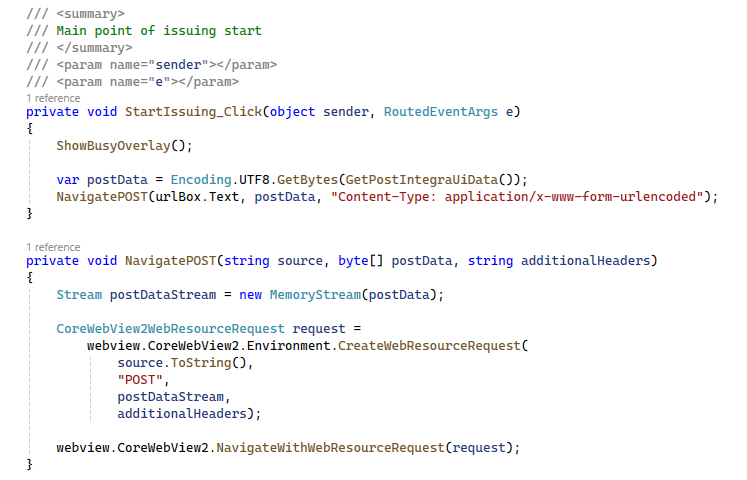 /// <summary>
/// Main point of issuing start
/// </summary>
/// <param name="sender"></param>
/// <param name="e"></param>
1 reference
private void StartIssuing_Click(object sender, RoutedEventArgs e)
{
    ShowBusyOverlay();

    var postData = Encoding.UTF8.GetBytes(GetPostIntegraUiData());
    NavigatePOST(urlBox.Text, postData, "Content-Type: application/x-www-form-urlencoded");
}

1 reference
private void NavigatePOST(string source, byte[] postData, string additionalHeaders)
{
    Stream postDataStream = new MemoryStream(postData);

    CoreWebView2WebResourceRequest request =
        webview.CoreWebView2.Environment.CreateWebResourceRequest(
            source.ToString(),
            "POST",
            postDataStream,
            additionalHeaders);

    webview.CoreWebView2.NavigateWithWebResourceRequest(request);
}